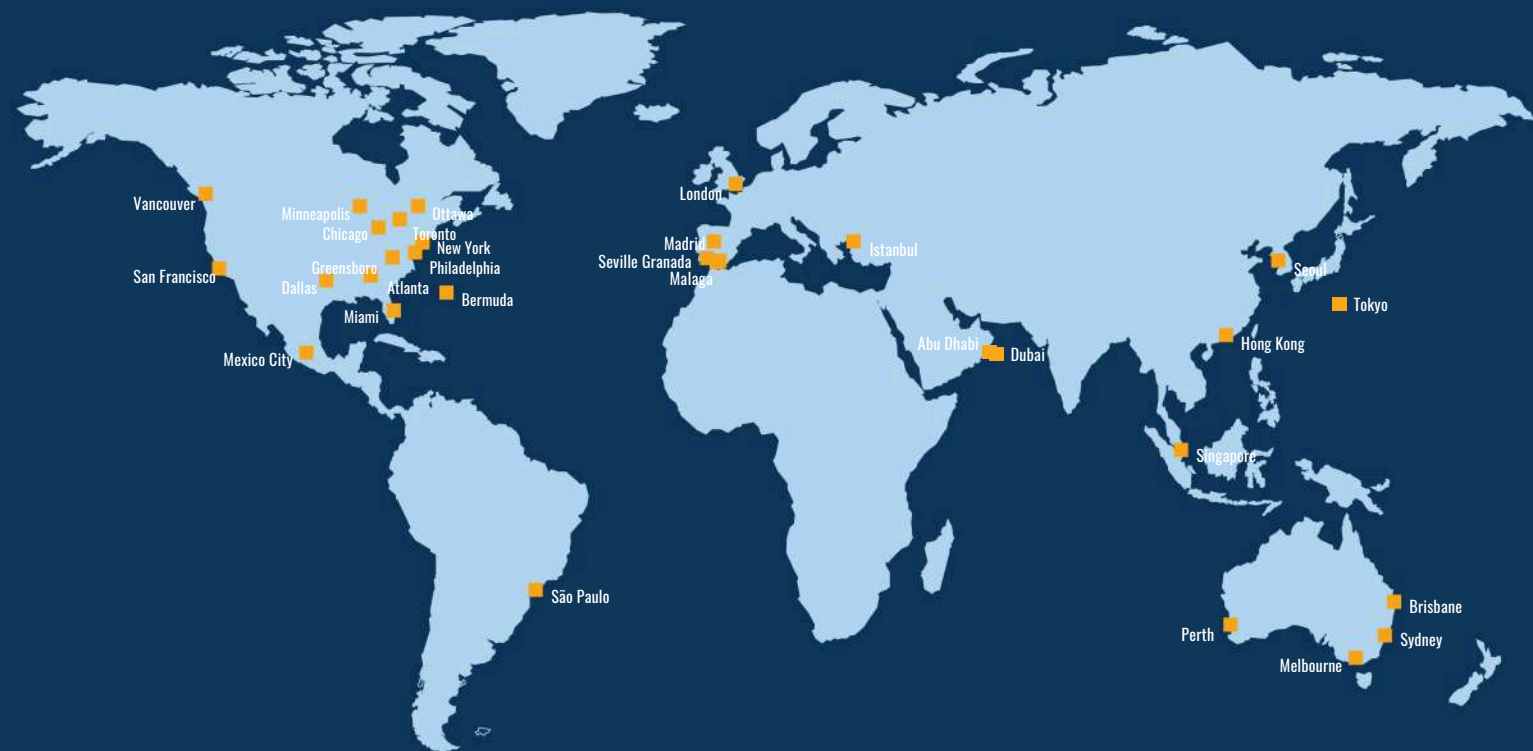 London
Vancouver
Minneapolis
Ottawa
Chicago
Toronto
Madrid
New York
Istanbul
Seville Granada
Greensboro
Philadelphia
Seoul
San Francisco
Malaga
Dallas
Atlanta
Bermuda
Tokyo
Miami
Abu Dhabi
Hong Kong
Dubai
Mexico City
Singapore
São Paulo
Brisbane
Perth
Sydney
Melbourne